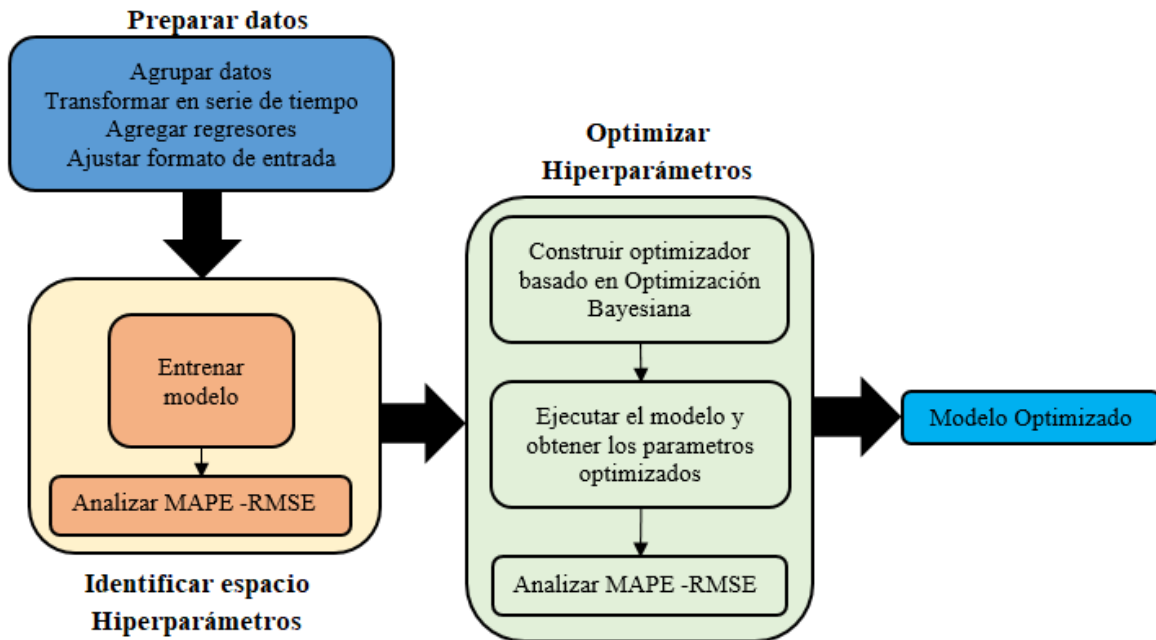 Preparar datos
Agrupar datos
Transformar en serie de tiempo
Agregar regresores
Ajustar formato de entrada
Entrenar
modelo
Analizar MAPE -RMSE
Identificar espacio
Hiperparámetros
Optimizar
Hiperparámetros
Construir optimizador
basado en Optimización
Bayesiana
Ejecutar el modelo y
obtener los parametros
optimizados
Analizar MAPE -RMSE
Modelo Optimizado